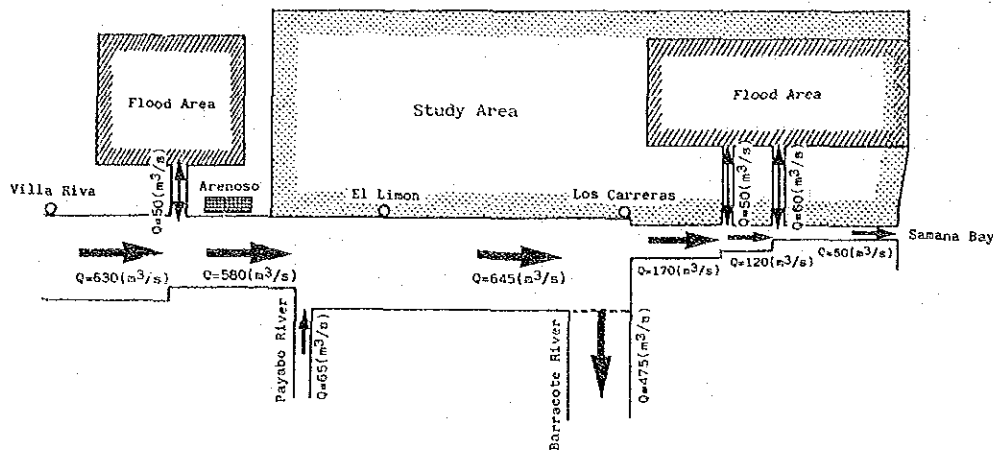 Flood Area
Study Area
Flood Area
Villa Riva
Q=50(m³/s)
Arenoso
El Limon
Los Carreras
Q=50(m³/s)
Q=60(m³/s)
Samana Bay
Q=630(m³/s)
Q=580(m³/s)
Q=645(m³/s)
Q=170(m³/s)
Q=120(m³/s)
Q=60(m³/s)
Payabo River
Q=65(m³/s)
Barracote River
Q=475(m³/s)